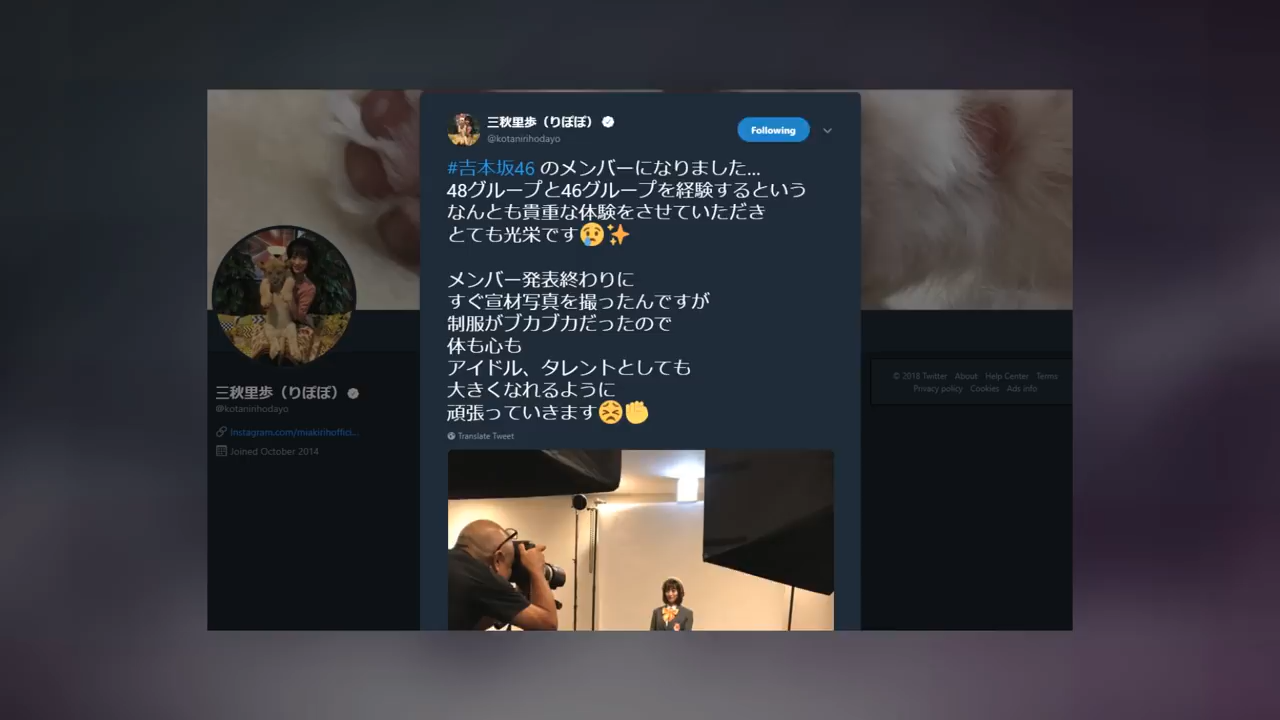 三秋里歩（りぽぽ）
@kotanirihodayo
Following
#吉本坂46 のメンバーになりました...
48グループと46グループを経験するという
なんとも貴重な体験をさせていただき
とても光栄です😢✨
メンバー発表終わりに
すぐ宣材写真を撮ったんですが
制服がブカブカだったので
体も心も
アイドル、タレントとしても
大きくなれるように
頑張っていきます😣✊
Translate Tweet
三秋里歩（りぽぽ）
@kotanirihodayo
Instagram.com/miakirihoffici...
Joined October 2014
© 2018 Twitter About Help Center Terms
Privacy policy Cookies Ads info